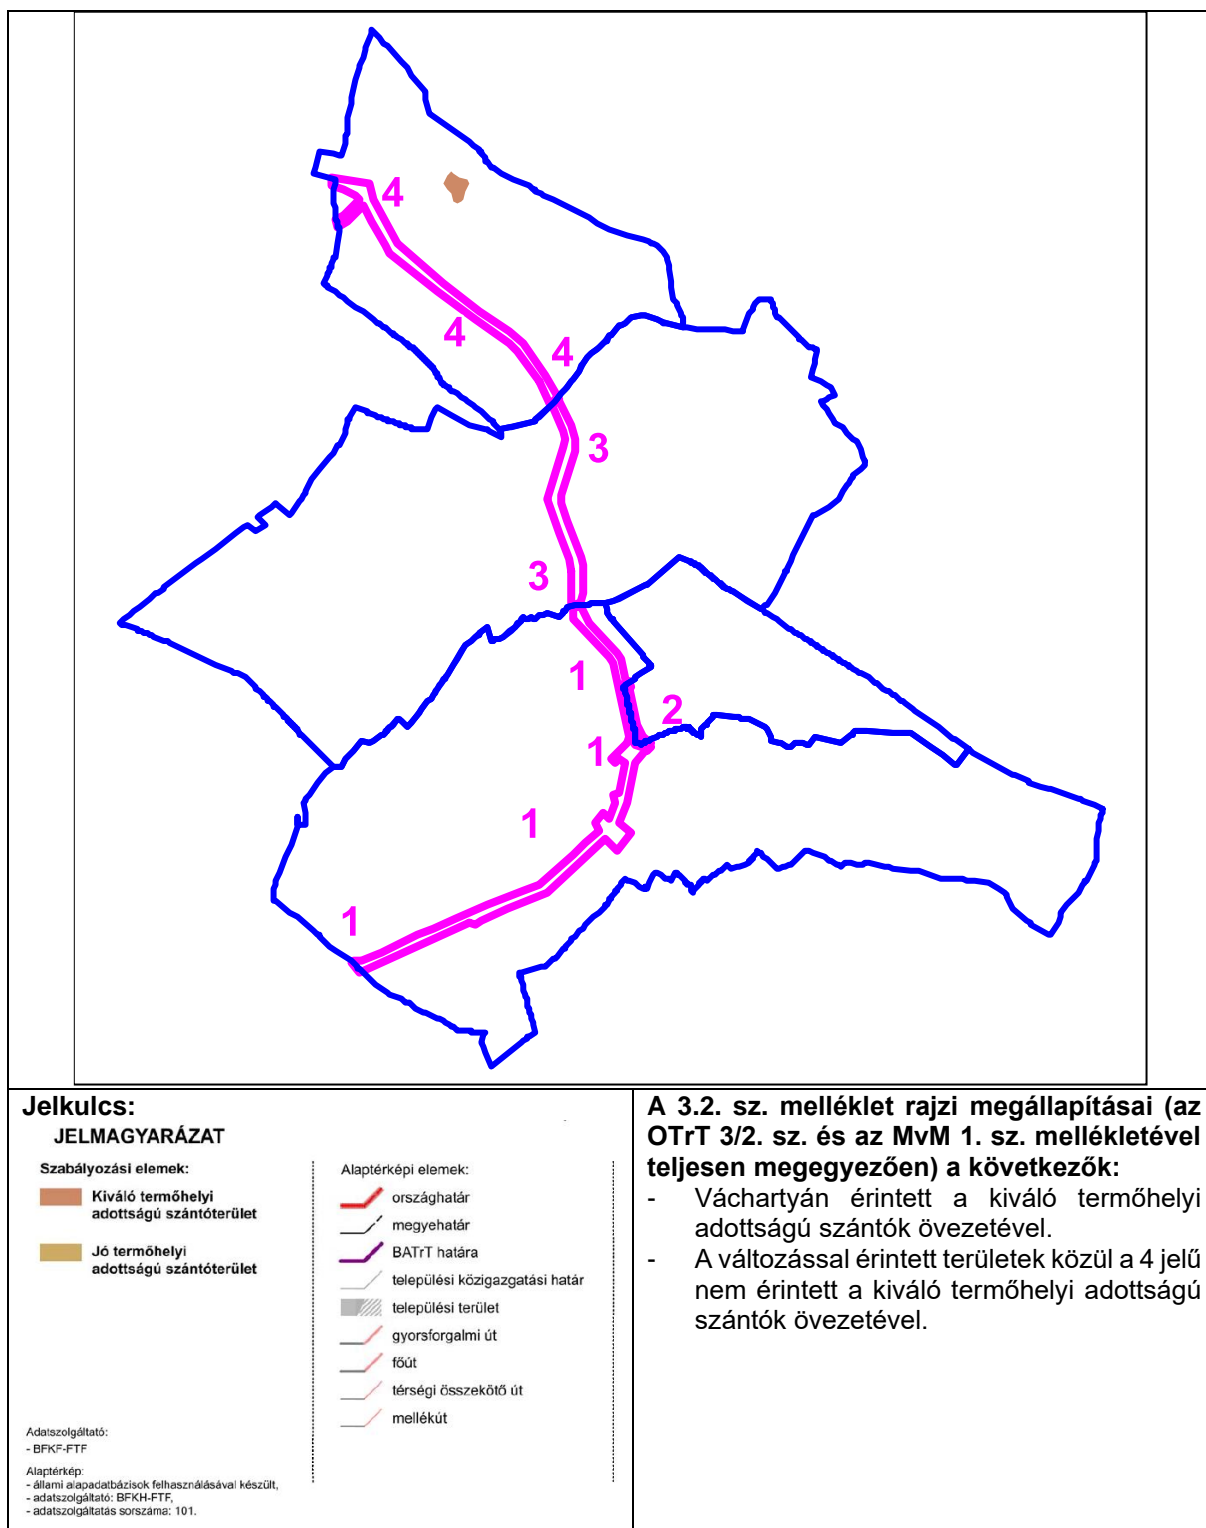 4
4
4
3
3
1
2
1
1
1
Jelkulcs:
JELMAGYARÁZAT
Szabályozási elemek:
Kiváló termőhelyi
adottságú szántóterület
Jó termőhelyi
adottságú szántóterület
Adatszolgáltató:
- BFKF-FTF
Alaptérkép:
- állami alapadatbázisok felhasználásával készült,
- adatszolgáltató: BFKH-FTF,
- adatszolgáltatás sorszáma: 101.
Alaptérképi elemek:
országhatár
megyehatár
BATrT határa
települési közigazgatási határ
települési terület
gyorsforgalmi út
főút
térségi összekötő út
mellékút
A 3.2. sz. melléklet rajzi megállapításai (az
OTrT 3/2. sz. és az MvM 1. sz. mellékletével
teljesen megegyezően) a következők:
- Váchartyán érintett a kiváló termőhelyi
adottságú szántók övezetével.
- A változással érintett területek közül a 4 jelű
nem érintett a kiváló termőhelyi adottságú
szántók övezetével.